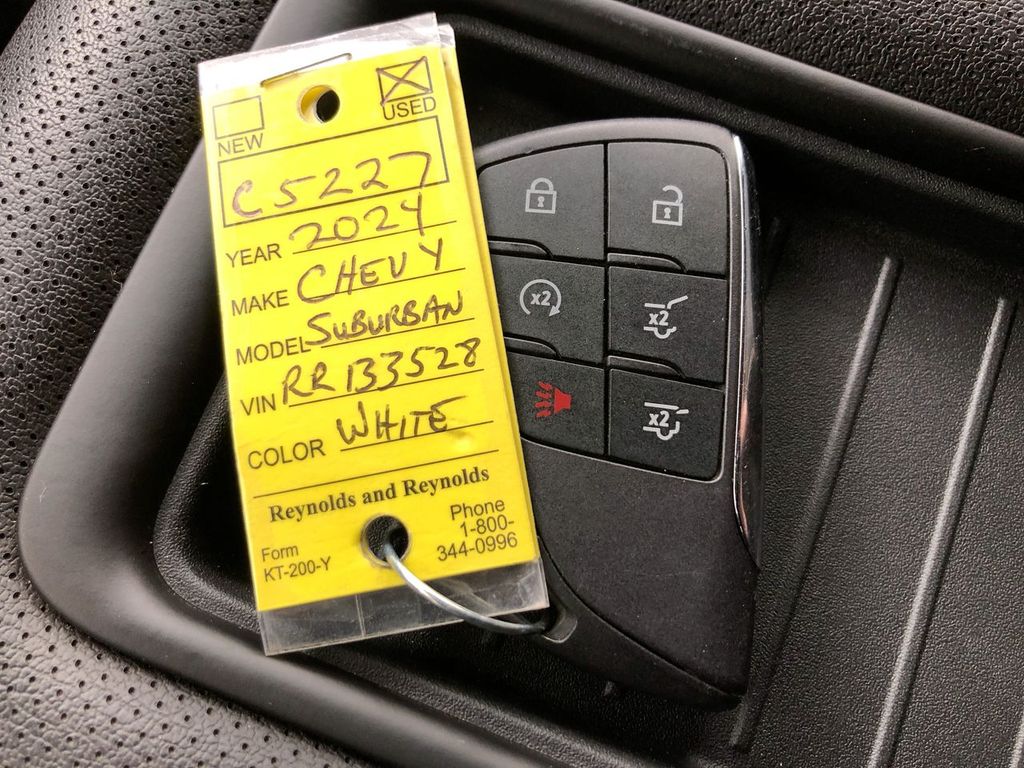 NEW USED
C5227
YEAR 2024
MAKE CHEVY
MODEL SUBURBAN
VIN RR133528
COLOR WHITE
Reynolds and Reynolds
Form
KT-200-Y
Phone
1-800-
344-0996
x2
x2
x2